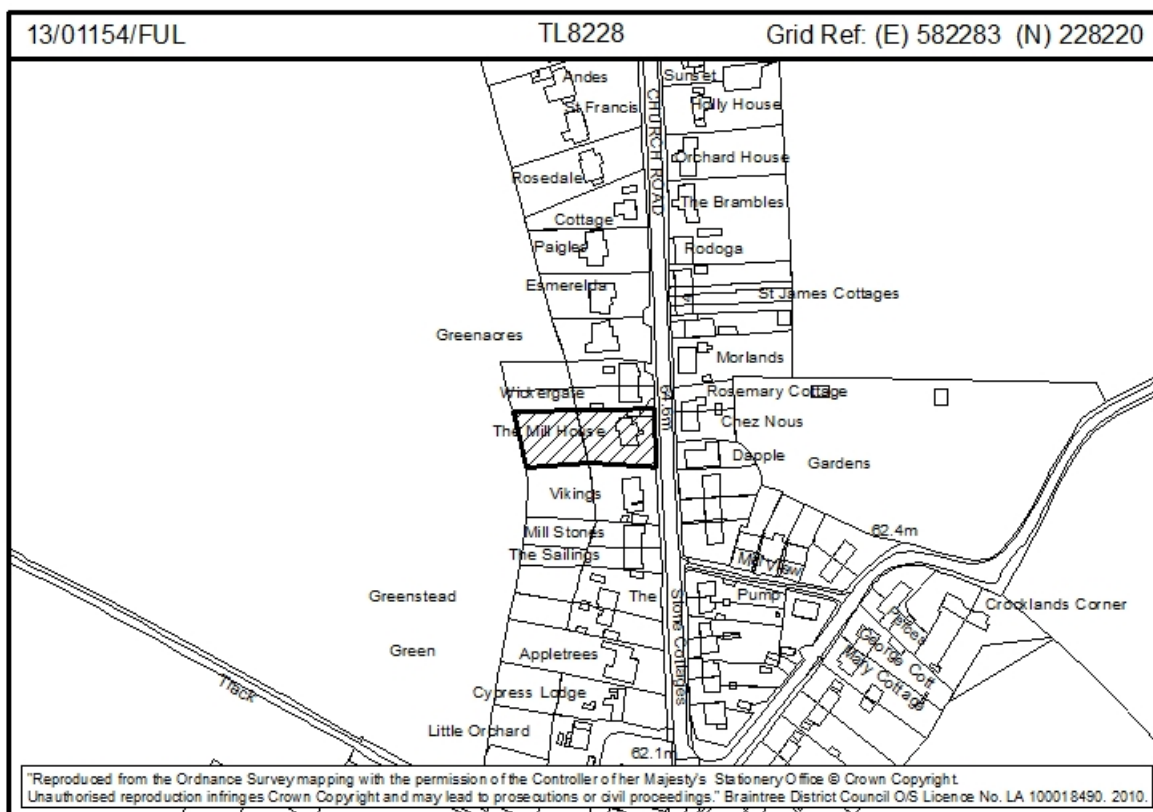 13/01154/FUL TL8228 Grid Ref: (E) 582283 (N) 228220
Andes
Sunset
St Francis
Holly House
CHURCH ROAD
Orchard House
Rosedale
The Brambles
Cottage
Paigles
Rodoga
Esmerelda
St James Cottages
Greenacres
Morlands
Wickergate
Rosemary Cottage
Chez Nous
The Mill House
Dapple
Gardens
Vikings
62.4m
Mill Stones
The Sallings
Mill View
Greenstead
The
Pump
Crocklands Corner
Stone Cottages
Green
Appletrees
George Cott
Mary Cottage
Track
Cypress Lodge
Little Orchard
62.1m
"Reproduced from the Ordnance Survey mapping with the permission of the Controller of her Majesty's Stationery Office © Crown Copyright.
Unauthorised reproduction infringes Crown Copyright and may lead to prosecutions or civil proceedings." Braintree District Council O/S Licence No. LA 100018490, 2010.